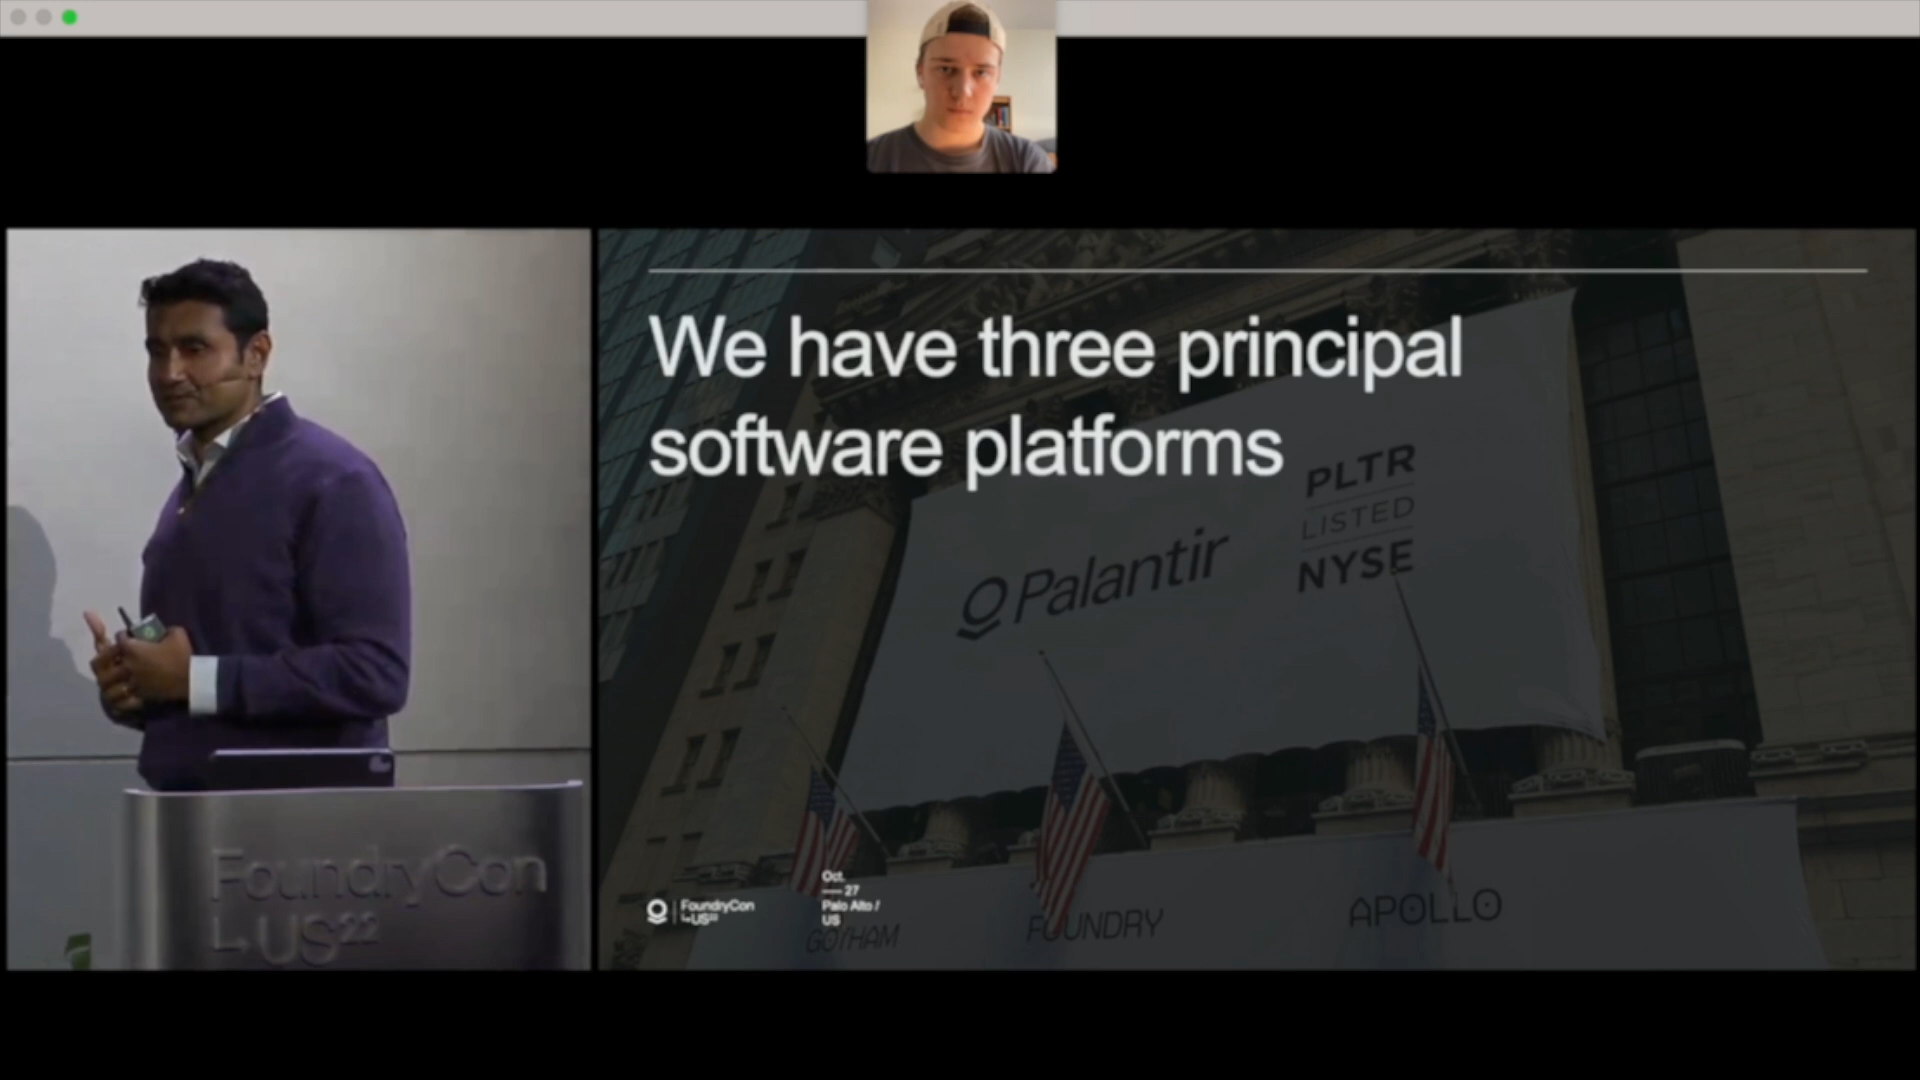 We have three principal
software platforms
PLTR
LISTED
NYSE
Palantir
FoundryCon
US22
Oct.
— 27
Palo Alto /
US
GOTHAM
FOUNDRY
APOLLO
FoundryCon
US22